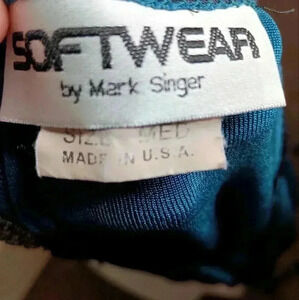 SOFTWEAR
by Mark Singer
SIZE MED
MADE IN U.S.A.